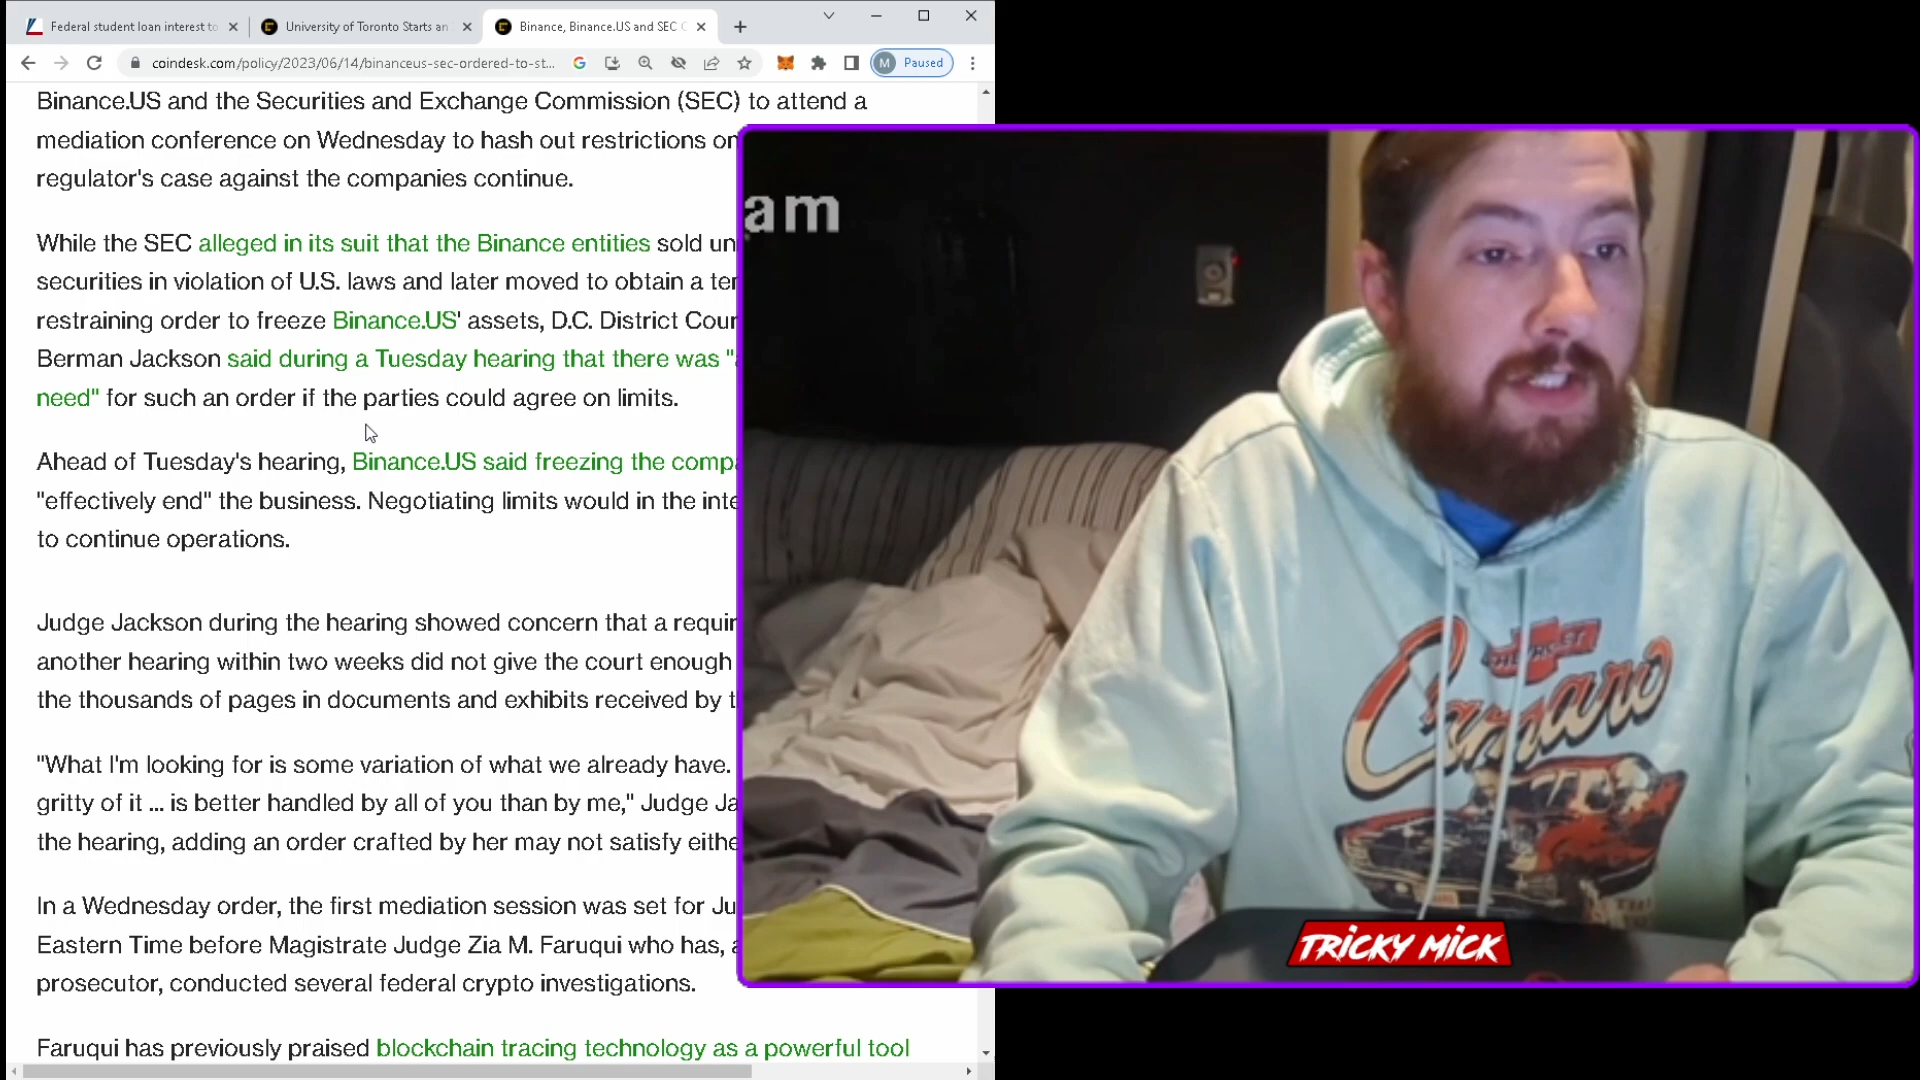 Federal student loan interest to
University of Toronto Starts an
Binance, Binance.US and SEC
coindesk.com/policy/2023/06/14/binanceus-sec-ordered-to-st...
M Paused
Binance.US and the Securities and Exchange Commission (SEC) to attend a
mediation conference on Wednesday to hash out restrictions on
regulator's case against the companies continue.
While the SEC alleged in its suit that the Binance entities sold un
securities in violation of U.S. laws and later moved to obtain a ter
restraining order to freeze Binance.US' assets, D.C. District Cour
Berman Jackson said during a Tuesday hearing that there was "a
need" for such an order if the parties could agree on limits.
Ahead of Tuesday's hearing, Binance.US said freezing the comp
"effectively end" the business. Negotiating limits would in the inte
to continue operations.
Judge Jackson during the hearing showed concern that a requir
another hearing within two weeks did not give the court enough
the thousands of pages in documents and exhibits received by t
"What I'm looking for is some variation of what we already have.
gritty of it ... is better handled by all of you than by me," Judge Ja
the hearing, adding an order crafted by her may not satisfy eithe
In a Wednesday order, the first mediation session was set for Ju
Eastern Time before Magistrate Judge Zia M. Faruqui who has, a
prosecutor, conducted several federal crypto investigations.
Faruqui has previously praised blockchain tracing technology as a powerful tool
am
CHEVROLET
Camaro
TRICKY MICK